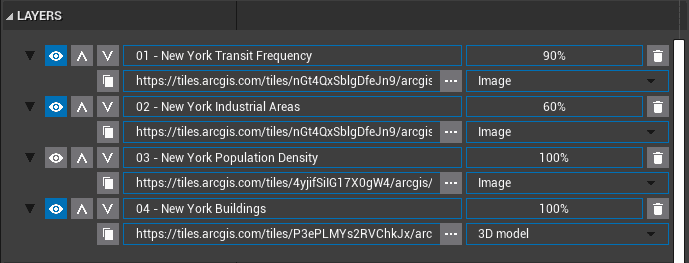 LAYERS
01 - New York Transit Frequency 90%
https://tiles.arcgis.com/tiles/nGt4QxSblgDfeJn9/arcgis Image
02 - New York Industrial Areas 60%
https://tiles.arcgis.com/tiles/nGt4QxSblgDfeJn9/arcgis Image
03 - New York Population Density 100%
https://tiles.arcgis.com/tiles/4yjifSiIG17X0gW4/arcgis/ Image
04 - New York Buildings 100%
https://tiles.arcgis.com/tiles/P3ePLMYs2RVChkJx/arc 3D model